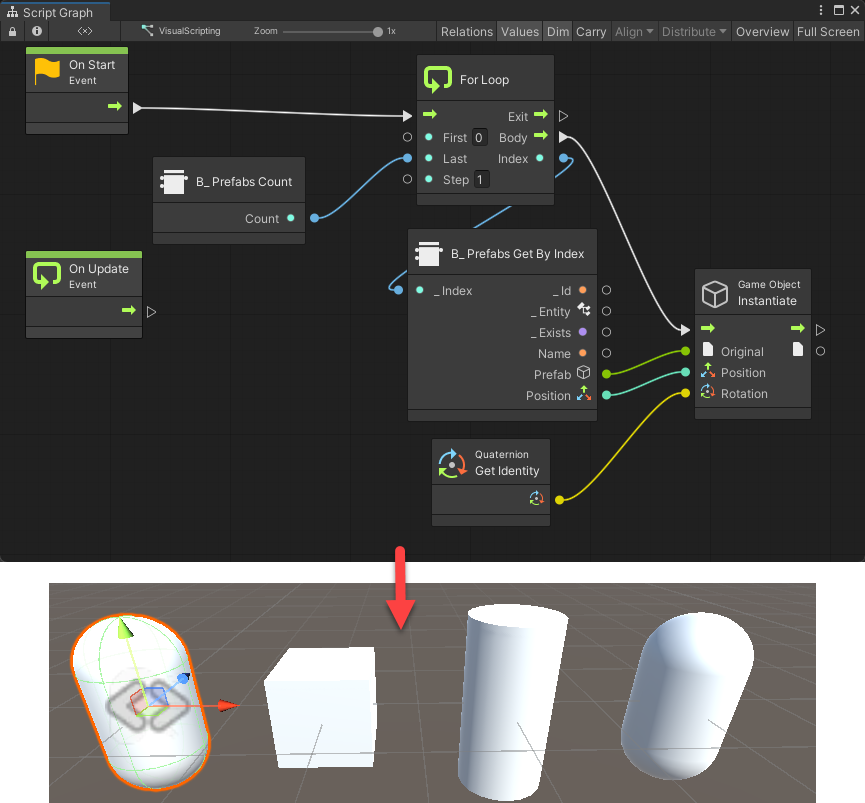 Script Graph
VisualScripting Zoom 1x Relations Values Dim Carry Align Distribute Overview Full Screen
On Start
Event
For Loop
Exit
First 0 Body
Last Index
Step 1
B_ Prefabs Count
Count
On Update
Event
B_ Prefabs Get By Index
_ Index _ Id
_ Entity
_ Exists
Name
Prefab
Position
Game Object
Instantiate
Original
Position
Rotation
Quaternion
Get Identity